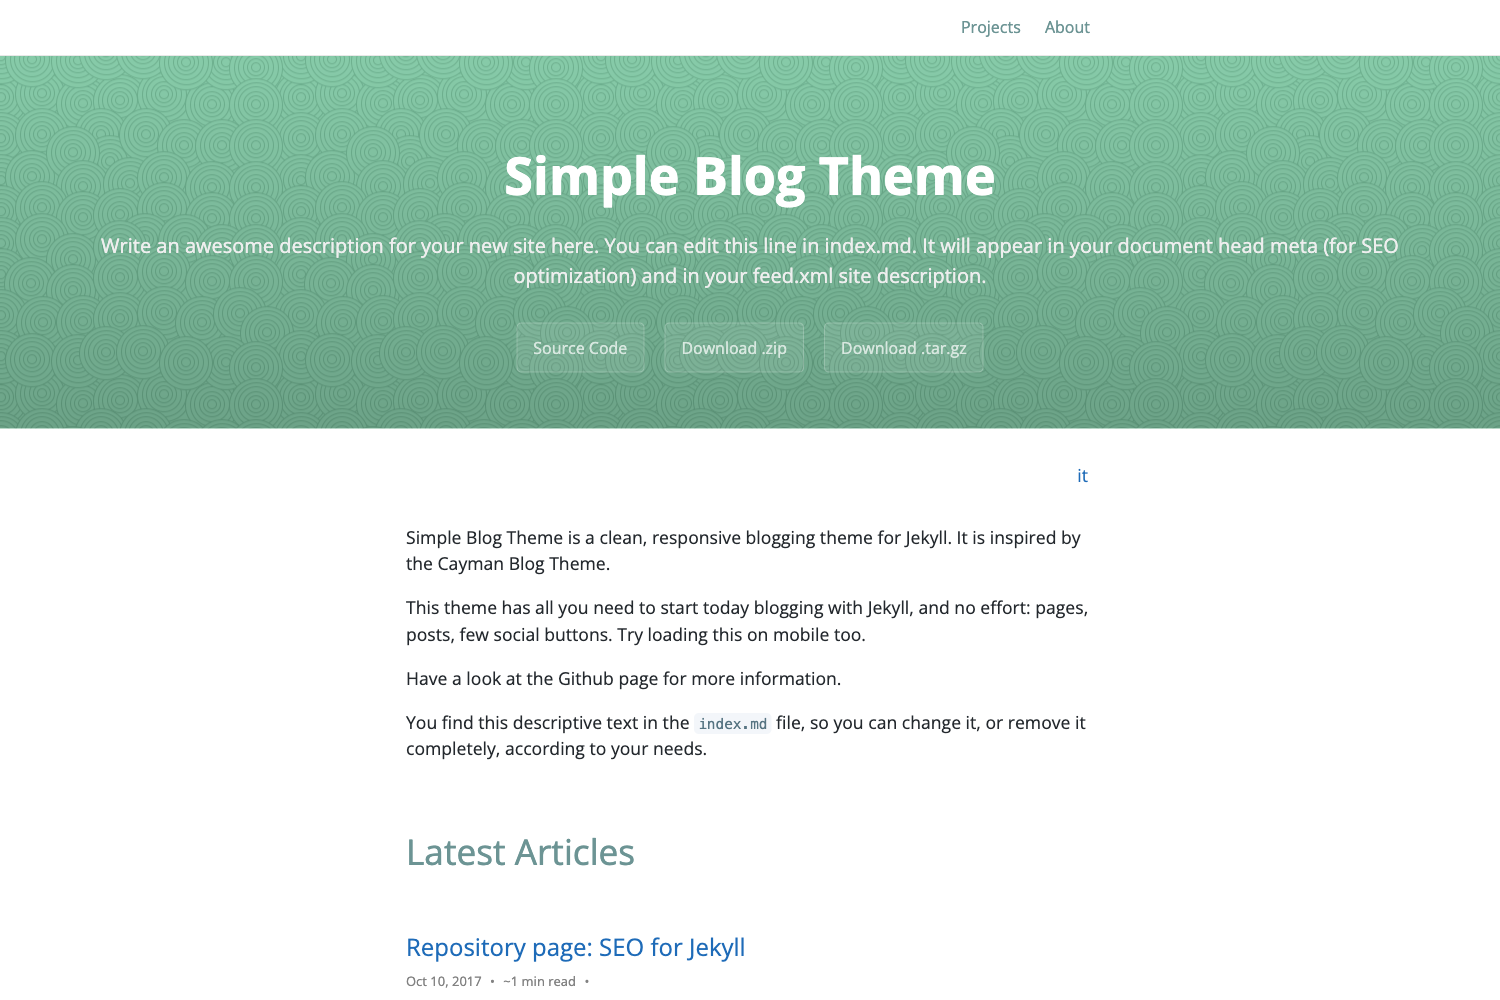 Projects About
Simple Blog Theme
Write an awesome description for your new site here. You can edit this line in index.md. It will appear in your document head meta (for SEO
optimization) and in your feed.xml site description.
Source Code Download .zip Download .tar.gz
it
Simple Blog Theme is a clean, responsive blogging theme for Jekyll. It is inspired by
the Cayman Blog Theme.
This theme has all you need to start today blogging with Jekyll, and no effort: pages,
posts, few social buttons. Try loading this on mobile too.
Have a look at the Github page for more information.
You find this descriptive text in the index.md file, so you can change it, or remove it
completely, according to your needs.
Latest Articles
Repository page: SEO for Jekyll
Oct 10, 2017 • ~1 min read •